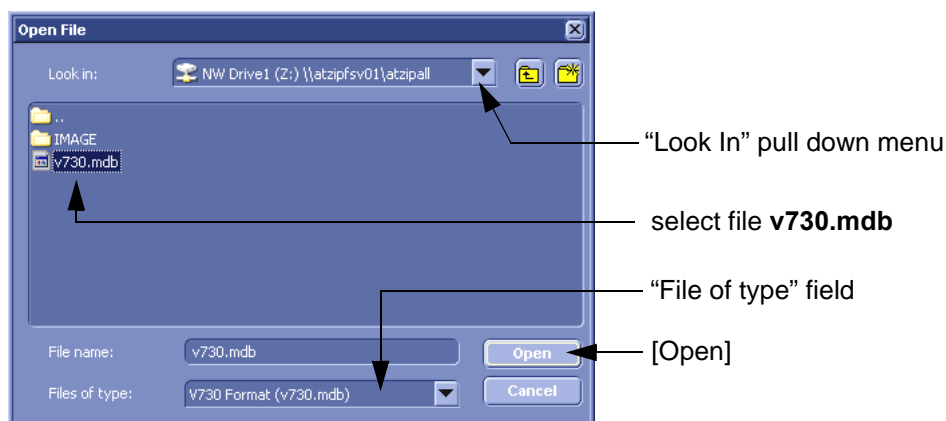 Open File
Look in:
NW Drive1 (Z:) \\atzipfsv01\atzipall
..
IMAGE
v730.mdb
“Look In” pull down menu
select file v730.mdb
“File of type” field
File name:
v730.mdb
Open
[Open]
Files of type:
V730 Format (v730.mdb)
Cancel